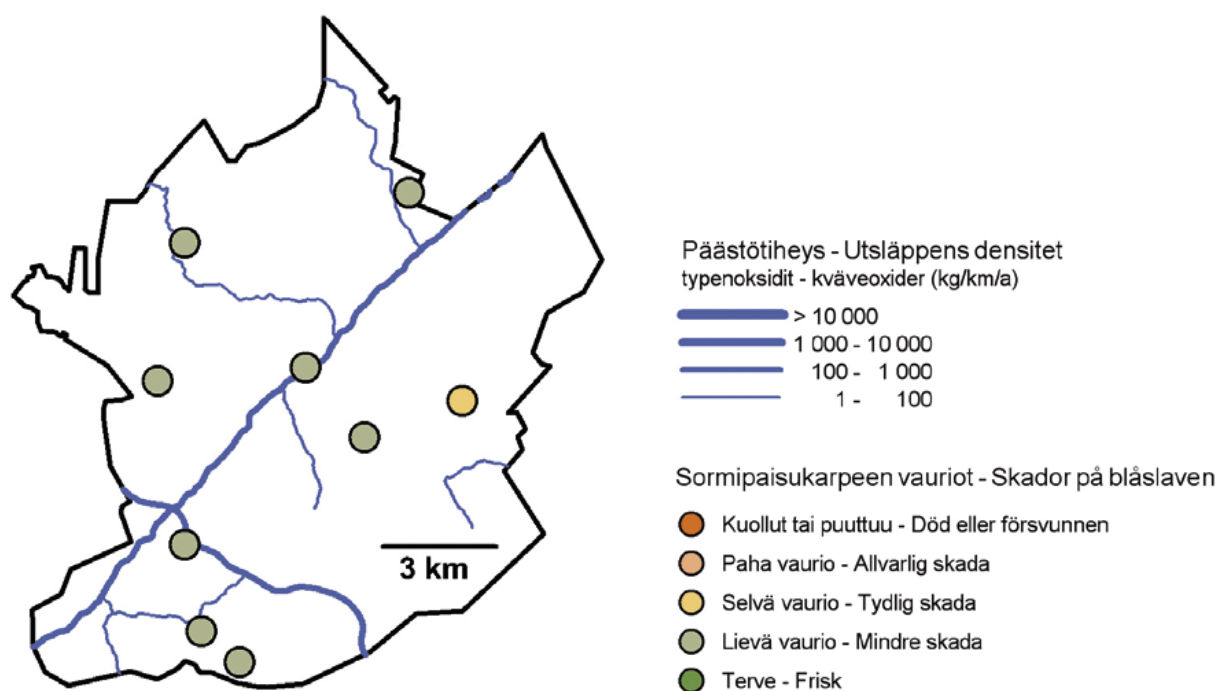 Päästötiheys - Utsläppens densitet
typenoksidit - kväveoxider (kg/km/a)
> 10 000
1 000 - 10 000
100 - 1 000
1 - 100
3 km
Sormipaisukarpeen vauriot - Skador på blåslaven
Kuollut tai puuttuu - Död eller försvunnen
Paha vaurio - Allvarlig skada
Selvä vaurio - Tydlig skada
Lievä vaurio - Mindre skada
Terve - Frisk